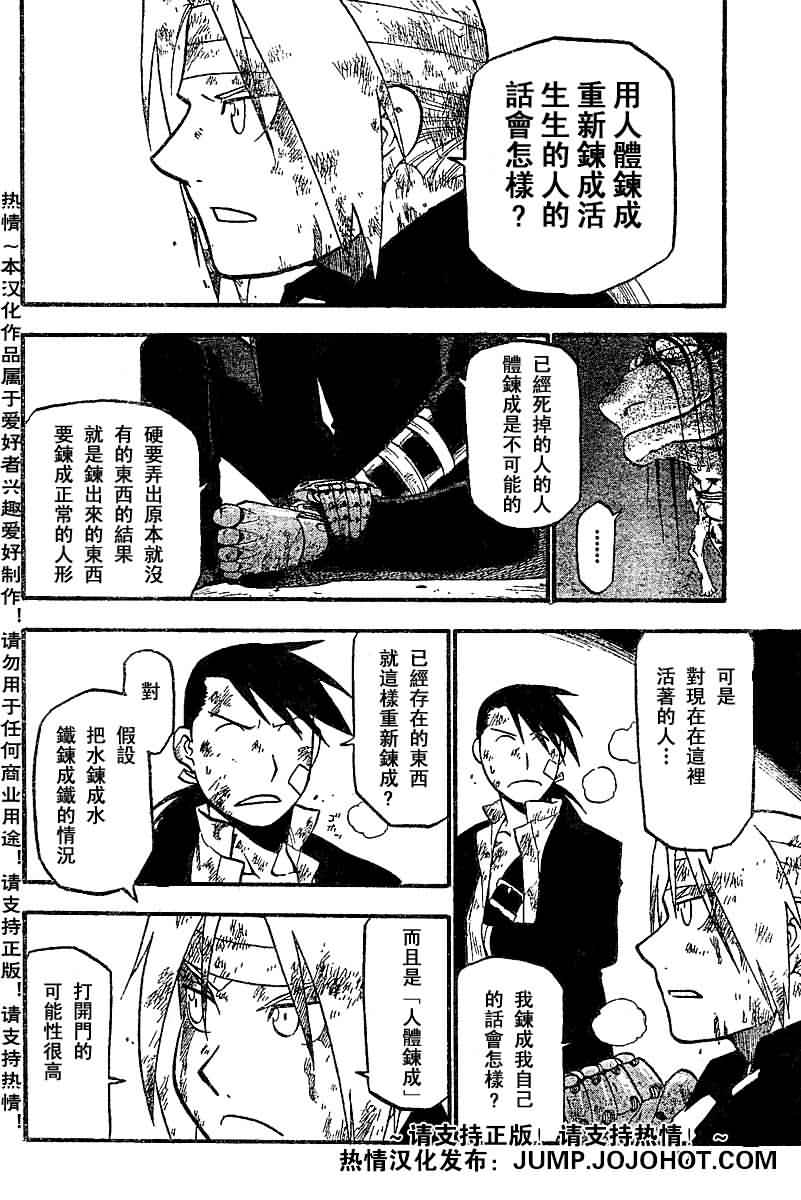 用人體鍊成
重新鍊成活
生生的人的
話會怎樣？
……
已經死掉的人的人
體鍊成是不可能的
硬要弄出原本就沒
有的東西的結果
就是鍊出來的東西
要鍊成正常的人形
可是
對現在在這裡
活著的人…
我鍊成我自己
的話會怎樣？
已經存在的東西
就這樣重新鍊成？
對
假設
把水鍊成水
鐵鍊成鐵的情況
而且是「人體鍊成」
打開門的
可能性很高
热情～本汉化作品属于爱好者兴趣爱好制作！请勿用于任何商业用途！请支持正版！请支持热情！
~ 请支持正版！请支持热情！ ~
热情汉化发布：JUMP.JOJOHOT.COM